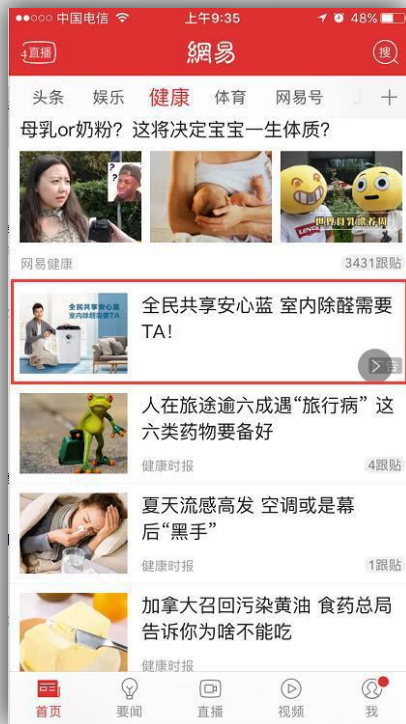 中国电信 上午9:35 48%
4直播 網易 搜
头条 娱乐 健康 体育 网易号
母乳or奶粉？这将决定宝宝一生体质？
? ?
世界母乳喂养周
网易健康 3431跟贴
全民共享安心蓝
室内除醛需要TA
全民共享安心蓝 室内除醛需要
TA！
人在旅途逾六成遇“旅行病” 这
六类药物要备好
健康时报 4跟贴
夏天流感高发 空调或是幕
后“黑手”
健康时报 1跟贴
加拿大召回污染黄油 食药总局
告诉你为啥不能吃
健康时报
首页 要闻 直播 视频 我